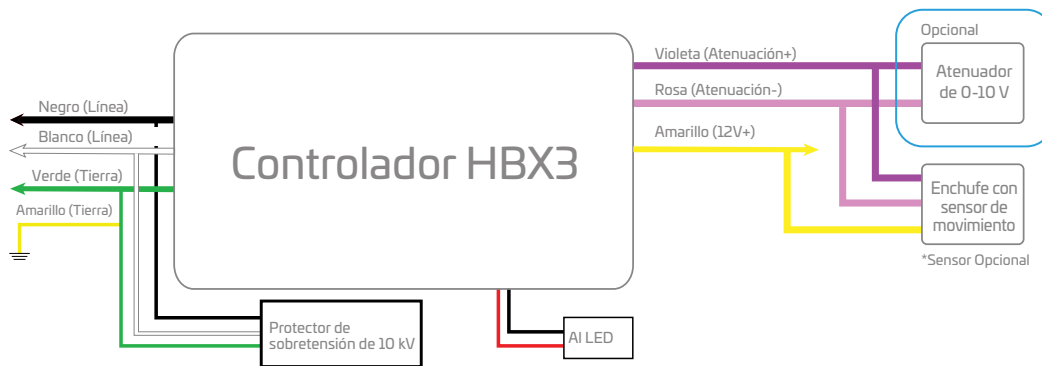 Opcional
Violeta (Atenuación+)
Atenuador
de 0-10 V
Rosa (Atenuación-)
Negro (Línea)
Amarillo (12V+)
Blanco (Línea)
Controlador HBX3
Verde (Tierra)
Enchufe con
sensor de
movimiento
Amarillo (Tierra)
*Sensor Opcional
Protector de
sobretensión de 10 kV
Al LED